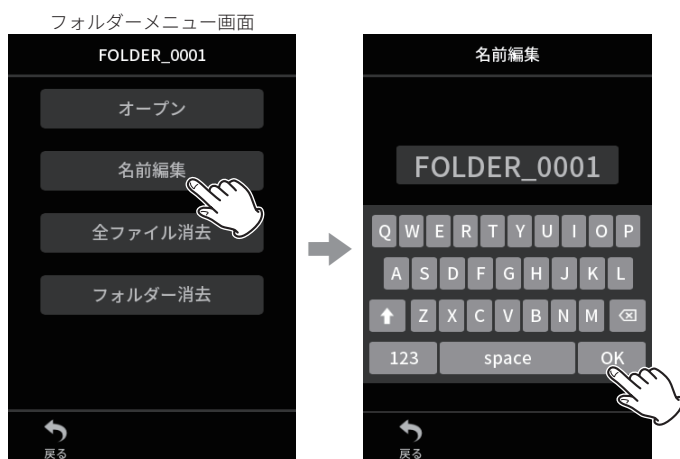 フォルダーメニュー画面
FOLDER_0001
オープン
名前編集
全ファイル消去
フォルダー消去
戻る
名前編集
FOLDER_0001
Q W E R T Y U I O P
A S D F G H J K L
Z X C V B N M
123 space OK
戻る